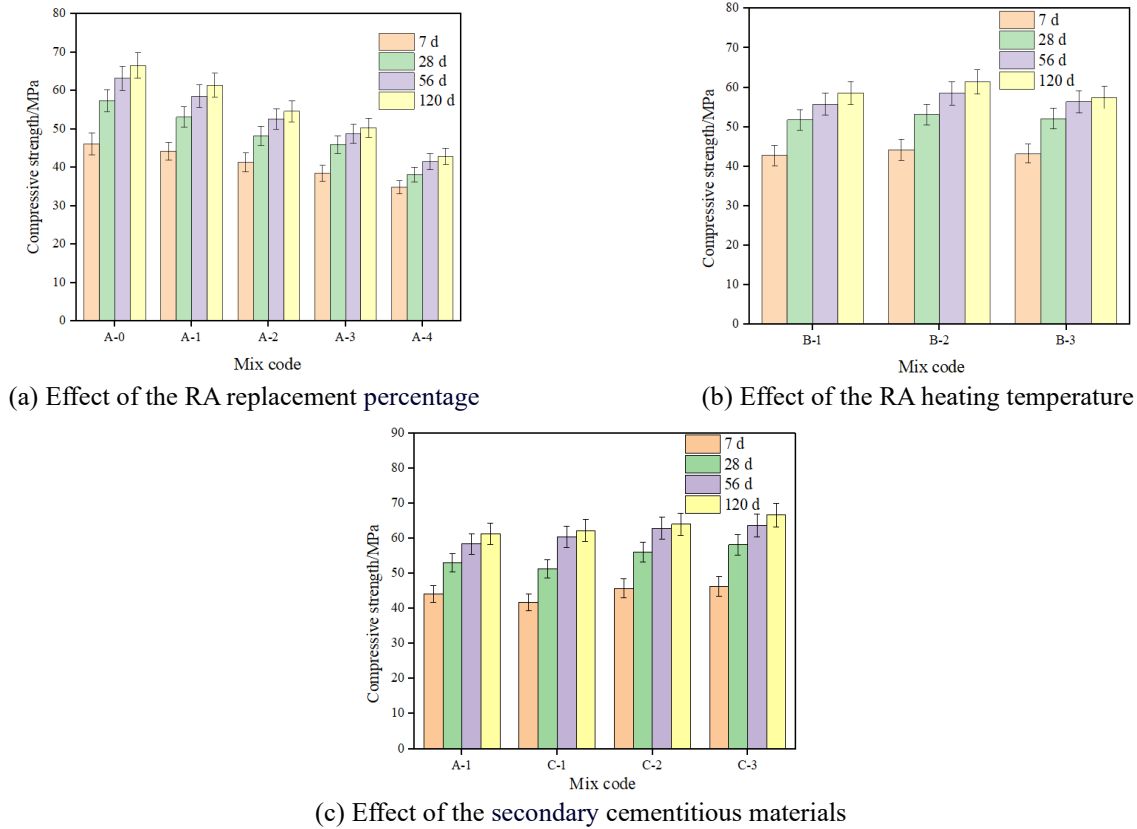 80
70
60
50
40
30
20
10
0
Compressive strength/MPa
7 d
28 d
56 d
120 d
A-0 A-1 A-2 A-3 A-4
Mix code
(a) Effect of the RA replacement percentage
80
70
60
50
40
30
20
10
0
Compressive strength/MPa
7 d
28 d
56 d
120 d
B-1 B-2 B-3
Mix code
(b) Effect of the RA heating temperature
90
80
70
60
50
40
30
20
10
0
Compressive strength/MPa
7 d
28 d
56 d
120 d
A-1 C-1 C-2 C-3
Mix code
(c) Effect of the secondary cementitious materials